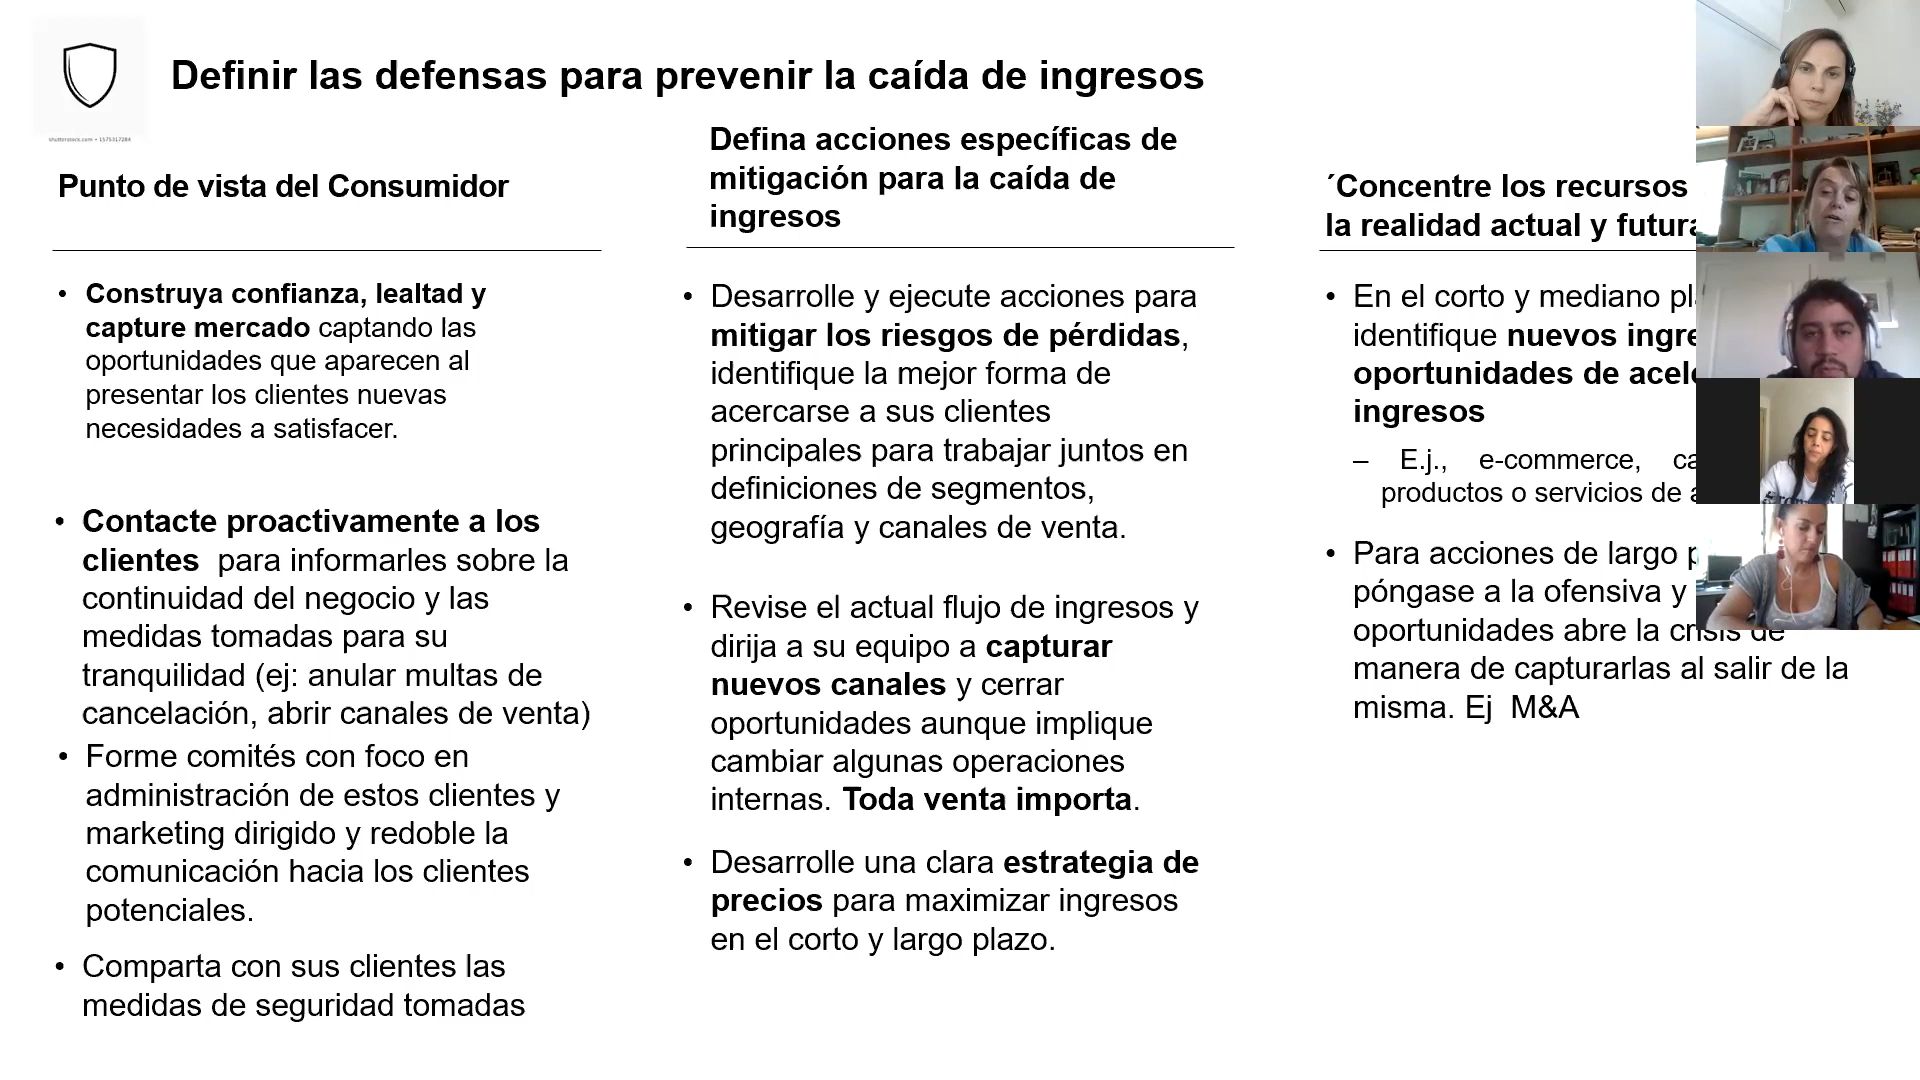 Definir las defensas para prevenir la caída de ingresos
shutterstock.com • 1575317284
Punto de vista del Consumidor
• Construya confianza, lealtad y
capture mercado captando las
oportunidades que aparecen al
presentar los clientes nuevas
necesidades a satisfacer.
• Contacte proactivamente a los
clientes para informarles sobre la
continuidad del negocio y las
medidas tomadas para su
tranquilidad (ej: anular multas de
cancelación, abrir canales de venta)
• Forme comités con foco en
administración de estos clientes y
marketing dirigido y redoble la
comunicación hacia los clientes
potenciales.
• Comparta con sus clientes las
medidas de seguridad tomadas
Defina acciones específicas de
mitigación para la caída de
ingresos
• Desarrolle y ejecute acciones para
mitigar los riesgos de pérdidas,
identifique la mejor forma de
acercarse a sus clientes
principales para trabajar juntos en
definiciones de segmentos,
geografía y canales de venta.
• Revise el actual flujo de ingresos y
dirija a su equipo a capturar
nuevos canales y cerrar
oportunidades aunque implique
cambiar algunas operaciones
internas. Toda venta importa.
• Desarrolle una clara estrategia de
precios para maximizar ingresos
en el corto y largo plazo.
´Concentre los recursos
la realidad actual y futura
• En el corto y mediano
identifique nuevos
oportunidades de
ingresos
– E.j., e-commerce,
productos o servicios de
• Para acciones de largo
póngase a la ofensiva y
oportunidades abre la crisis de
manera de capturarlas al salir de la
misma. Ej M&A